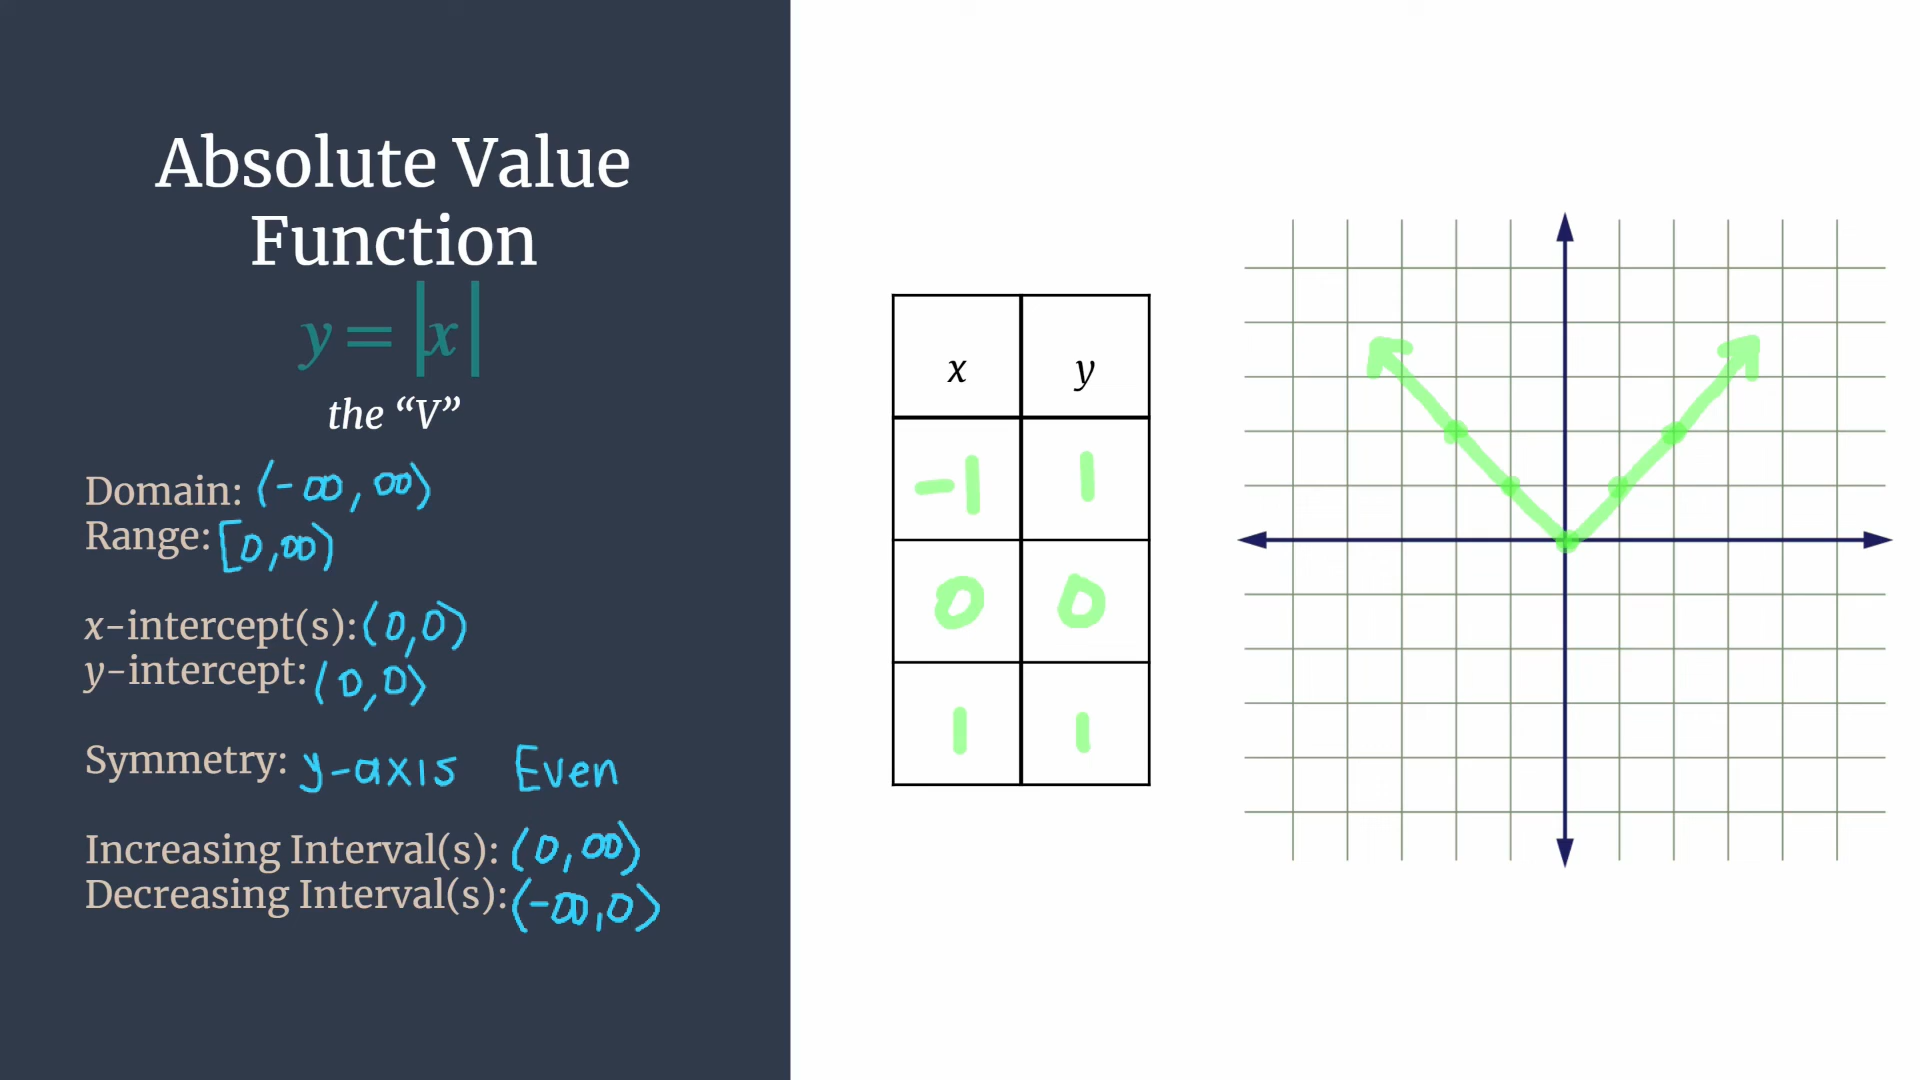 Absolute Value
Function
y = |x|
the “V”
Domain: (-∞, ∞)
Range: [0,∞)
x-intercept(s): (0,0)
y-intercept: (0,0)
Symmetry: y-axis Even
Increasing Interval(s): (0,∞)
Decreasing Interval(s): (-∞,0)
x y
-1 1
0 0
1 1